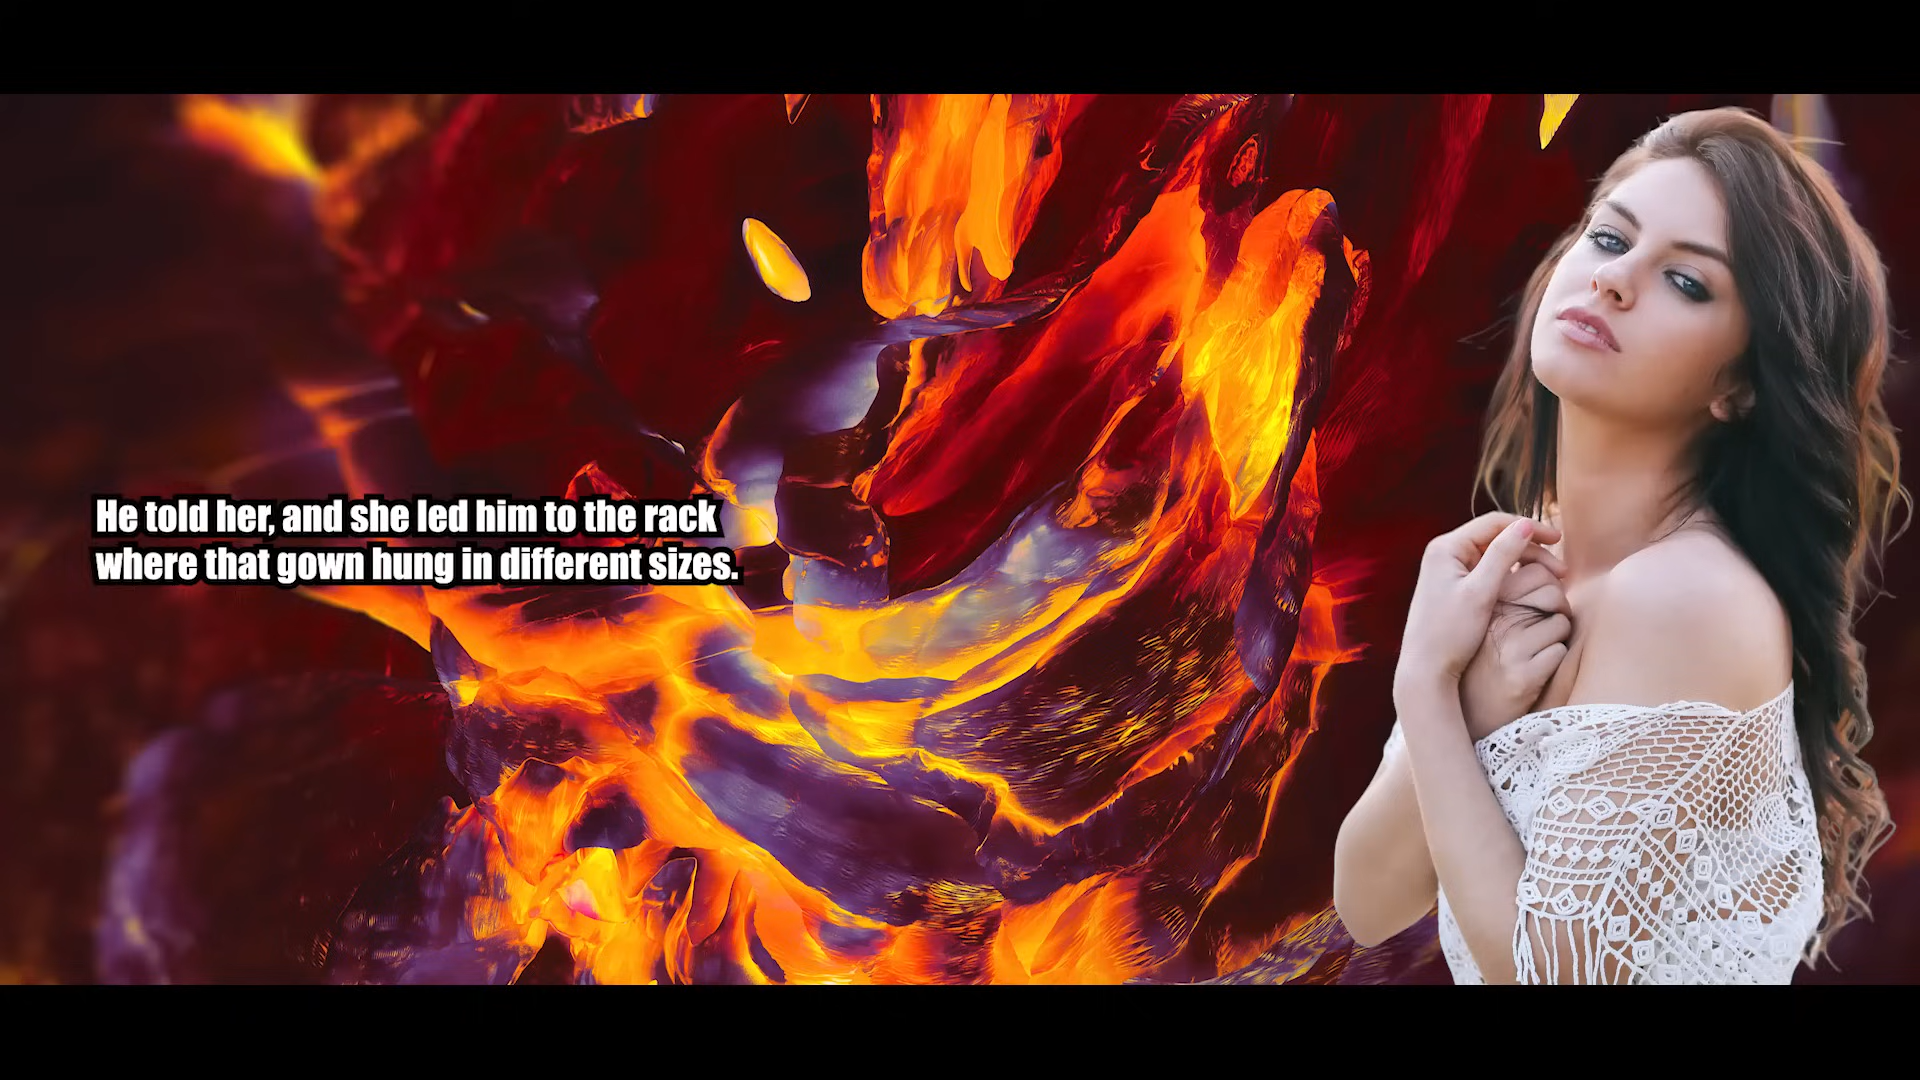 He told her, and she led him to the rack
where that gown hung in different sizes.